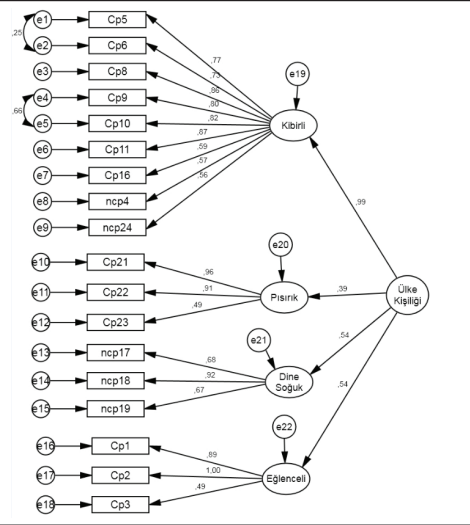 e1 Cp5
,25
e2 Cp6
e3 Cp8
e4 Cp9
,66
e5 Cp10
e6 Cp11
e7 Cp16
e8 ncp4
e9 ncp24
,77
,73
,86
,80
,82
,87
,59
,57
,56
e19
Kibirli
,99
e10 Cp21
e11 Cp22
e12 Cp23
,96
,91
,49
e20
Pısırık
,39
Ülke
Kişiliği
e13 ncp17
e14 ncp18
e15 ncp19
,68
,92
,67
e21
Dine
Soğuk
,54
e16 Cp1
e17 Cp2
e18 Cp3
,89
1,00
,49
e22
Eğlenceli
,54